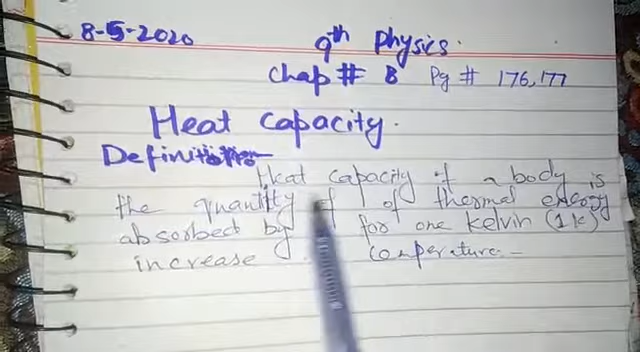 8-5-2020
9th Physics.
Chap # 8 Pg # 176,177
Heat Capacity.
Definition
Heat capacity of a body is
the quantity of thermal energy
absorbed by for one kelvin (1K)
increase temperature.